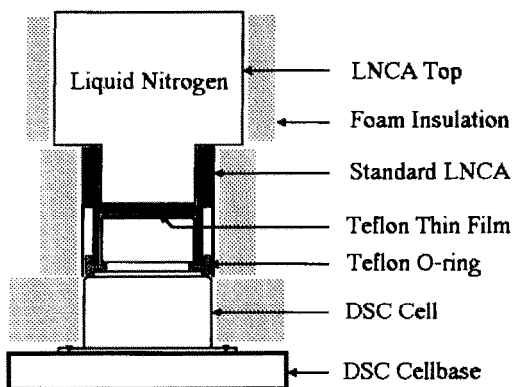 Liquid Nitrogen
LNCA Top
Foam Insulation
Standard LNCA
Teflon Thin Film
Teflon O-ring
DSC Cell
DSC Cellbase